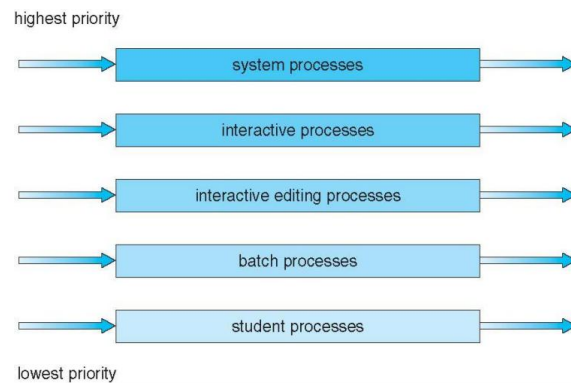 highest priority
system processes
interactive processes
interactive editing processes
batch processes
student processes
lowest priority